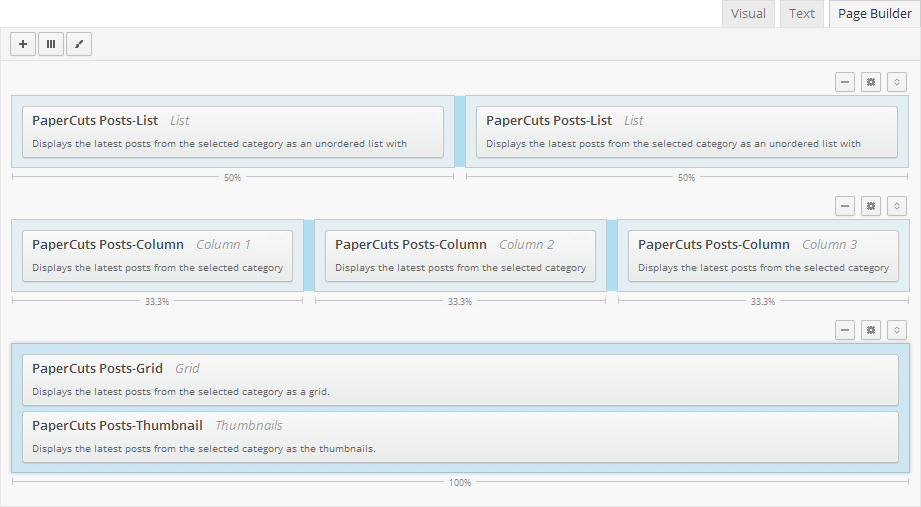 Visual Text Page Builder
PaperCuts Posts-List List PaperCuts Posts-List List
Displays the latest posts from the selected category as an unordered list with Displays the latest posts from the selected category as an unordered list with
50% 50%
PaperCuts Posts-Column Column 1 PaperCuts Posts-Column Column 2 PaperCuts Posts-Column Column 3
Displays the latest posts from the selected category Displays the latest posts from the selected category Displays the latest posts from the selected category
33.3% 33.3% 33.3%
PaperCuts Posts-Grid Grid
Displays the latest posts from the selected category as a grid.
PaperCuts Posts-Thumbnail Thumbnails
Displays the latest posts from the selected category as the thumbnails.
100%